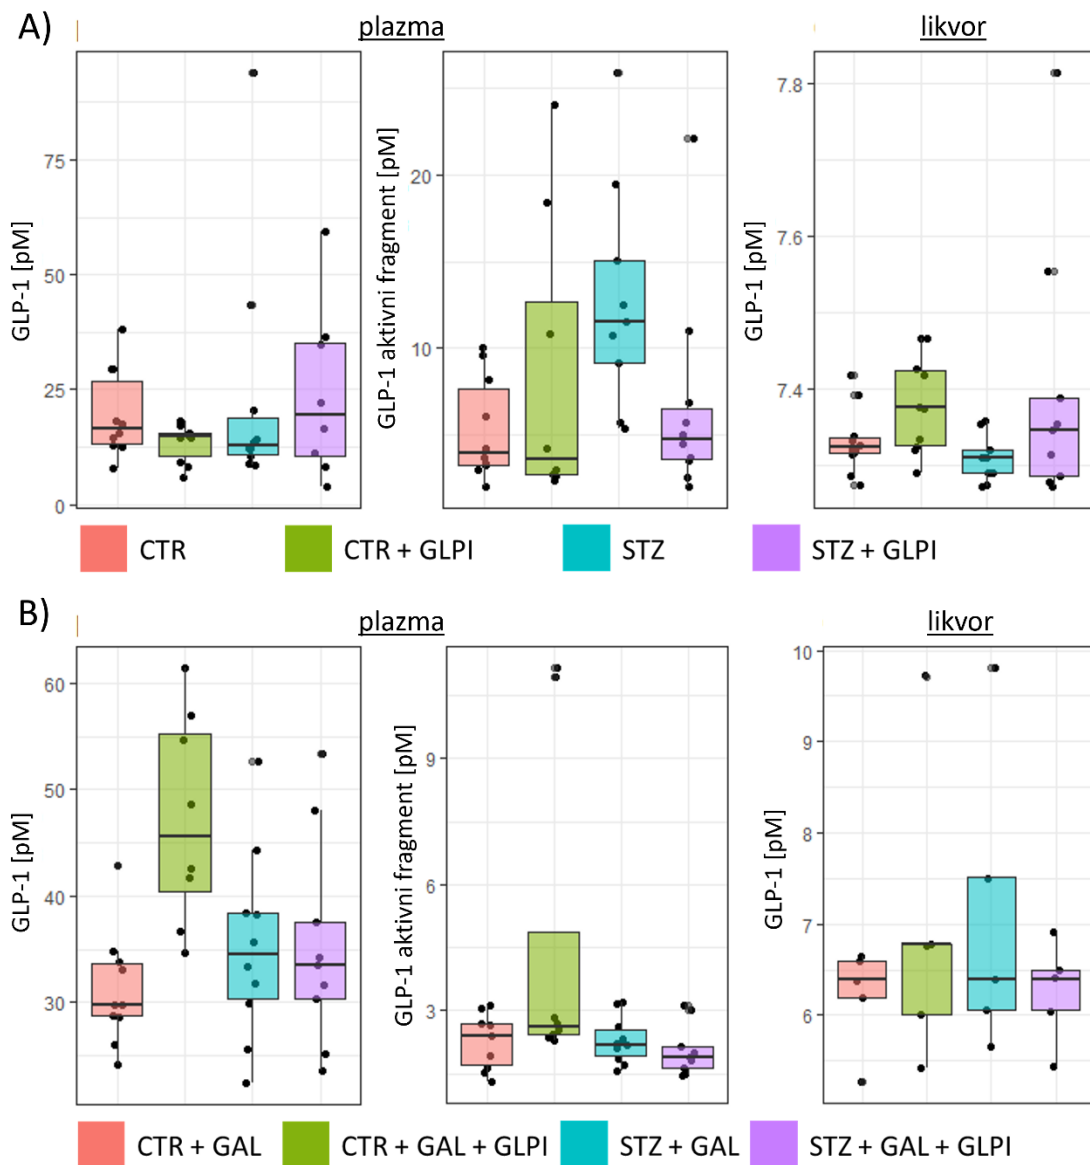 A)
plazma
likvor
GLP-1 [pM]
75
50
25
0
GLP-1 aktivni fragment [pM]
20
10
GLP-1 [pM]
7.8
7.6
7.4
CTR
CTR + GLPI
STZ
STZ + GLPI
B)
plazma
likvor
GLP-1 [pM]
60
50
40
30
GLP-1 aktivni fragment [pM]
9
6
3
GLP-1 [pM]
10
9
8
7
6
CTR + GAL
CTR + GAL + GLPI
STZ + GAL
STZ + GAL + GLPI